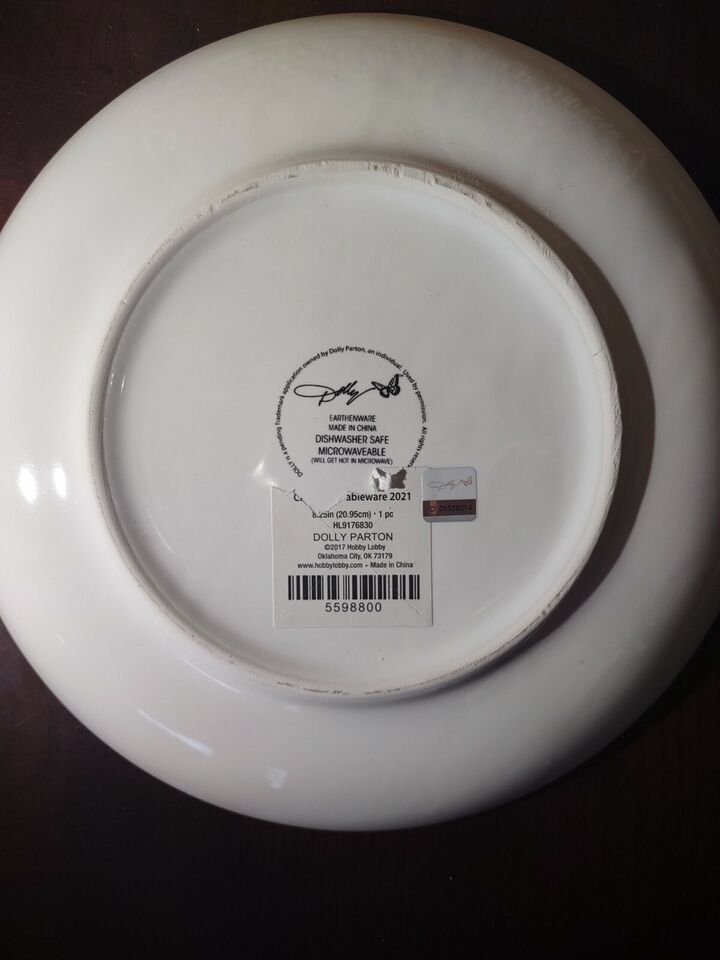 DOLLY is a pending Trademark application owned by Dolly Parton, an individual. Used by permission. All rights
Dolly
EARTHENWARE
MADE IN CHINA
DISHWASHER SAFE
MICROWAVEABLE
(WILL GET HOT IN MICROWAVE)
ableware 2021
8.25in (20.95cm) • 1 pc
HL9176830
DOLLY PARTON
©2017 Hobby Lobby
Oklahoma City, OK 73179
www.hobbylobby.com • Made in China
5598800
Dolly